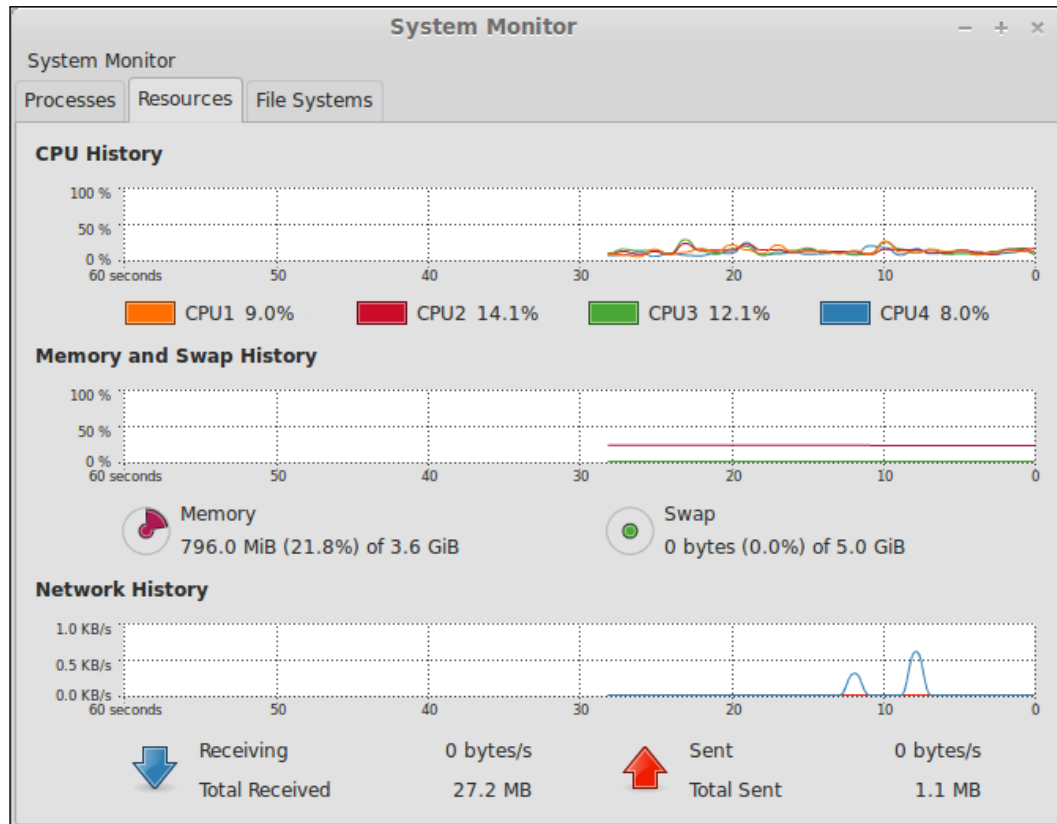 System Monitor
System Monitor
Processes Resources File Systems
CPU History
100 %
50 %
0 %
60 seconds 50 40 30 20 10 0
CPU1 9.0% CPU2 14.1% CPU3 12.1% CPU4 8.0%
Memory and Swap History
100 %
50 %
0 %
60 seconds 50 40 30 20 10 0
Memory Swap
796.0 MiB (21.8%) of 3.6 GiB 0 bytes (0.0%) of 5.0 GiB
Network History
1.0 KB/s
0.5 KB/s
0.0 KB/s
60 seconds 50 40 30 20 10 0
Receiving 0 bytes/s Sent 0 bytes/s
Total Received 27.2 MB Total Sent 1.1 MB